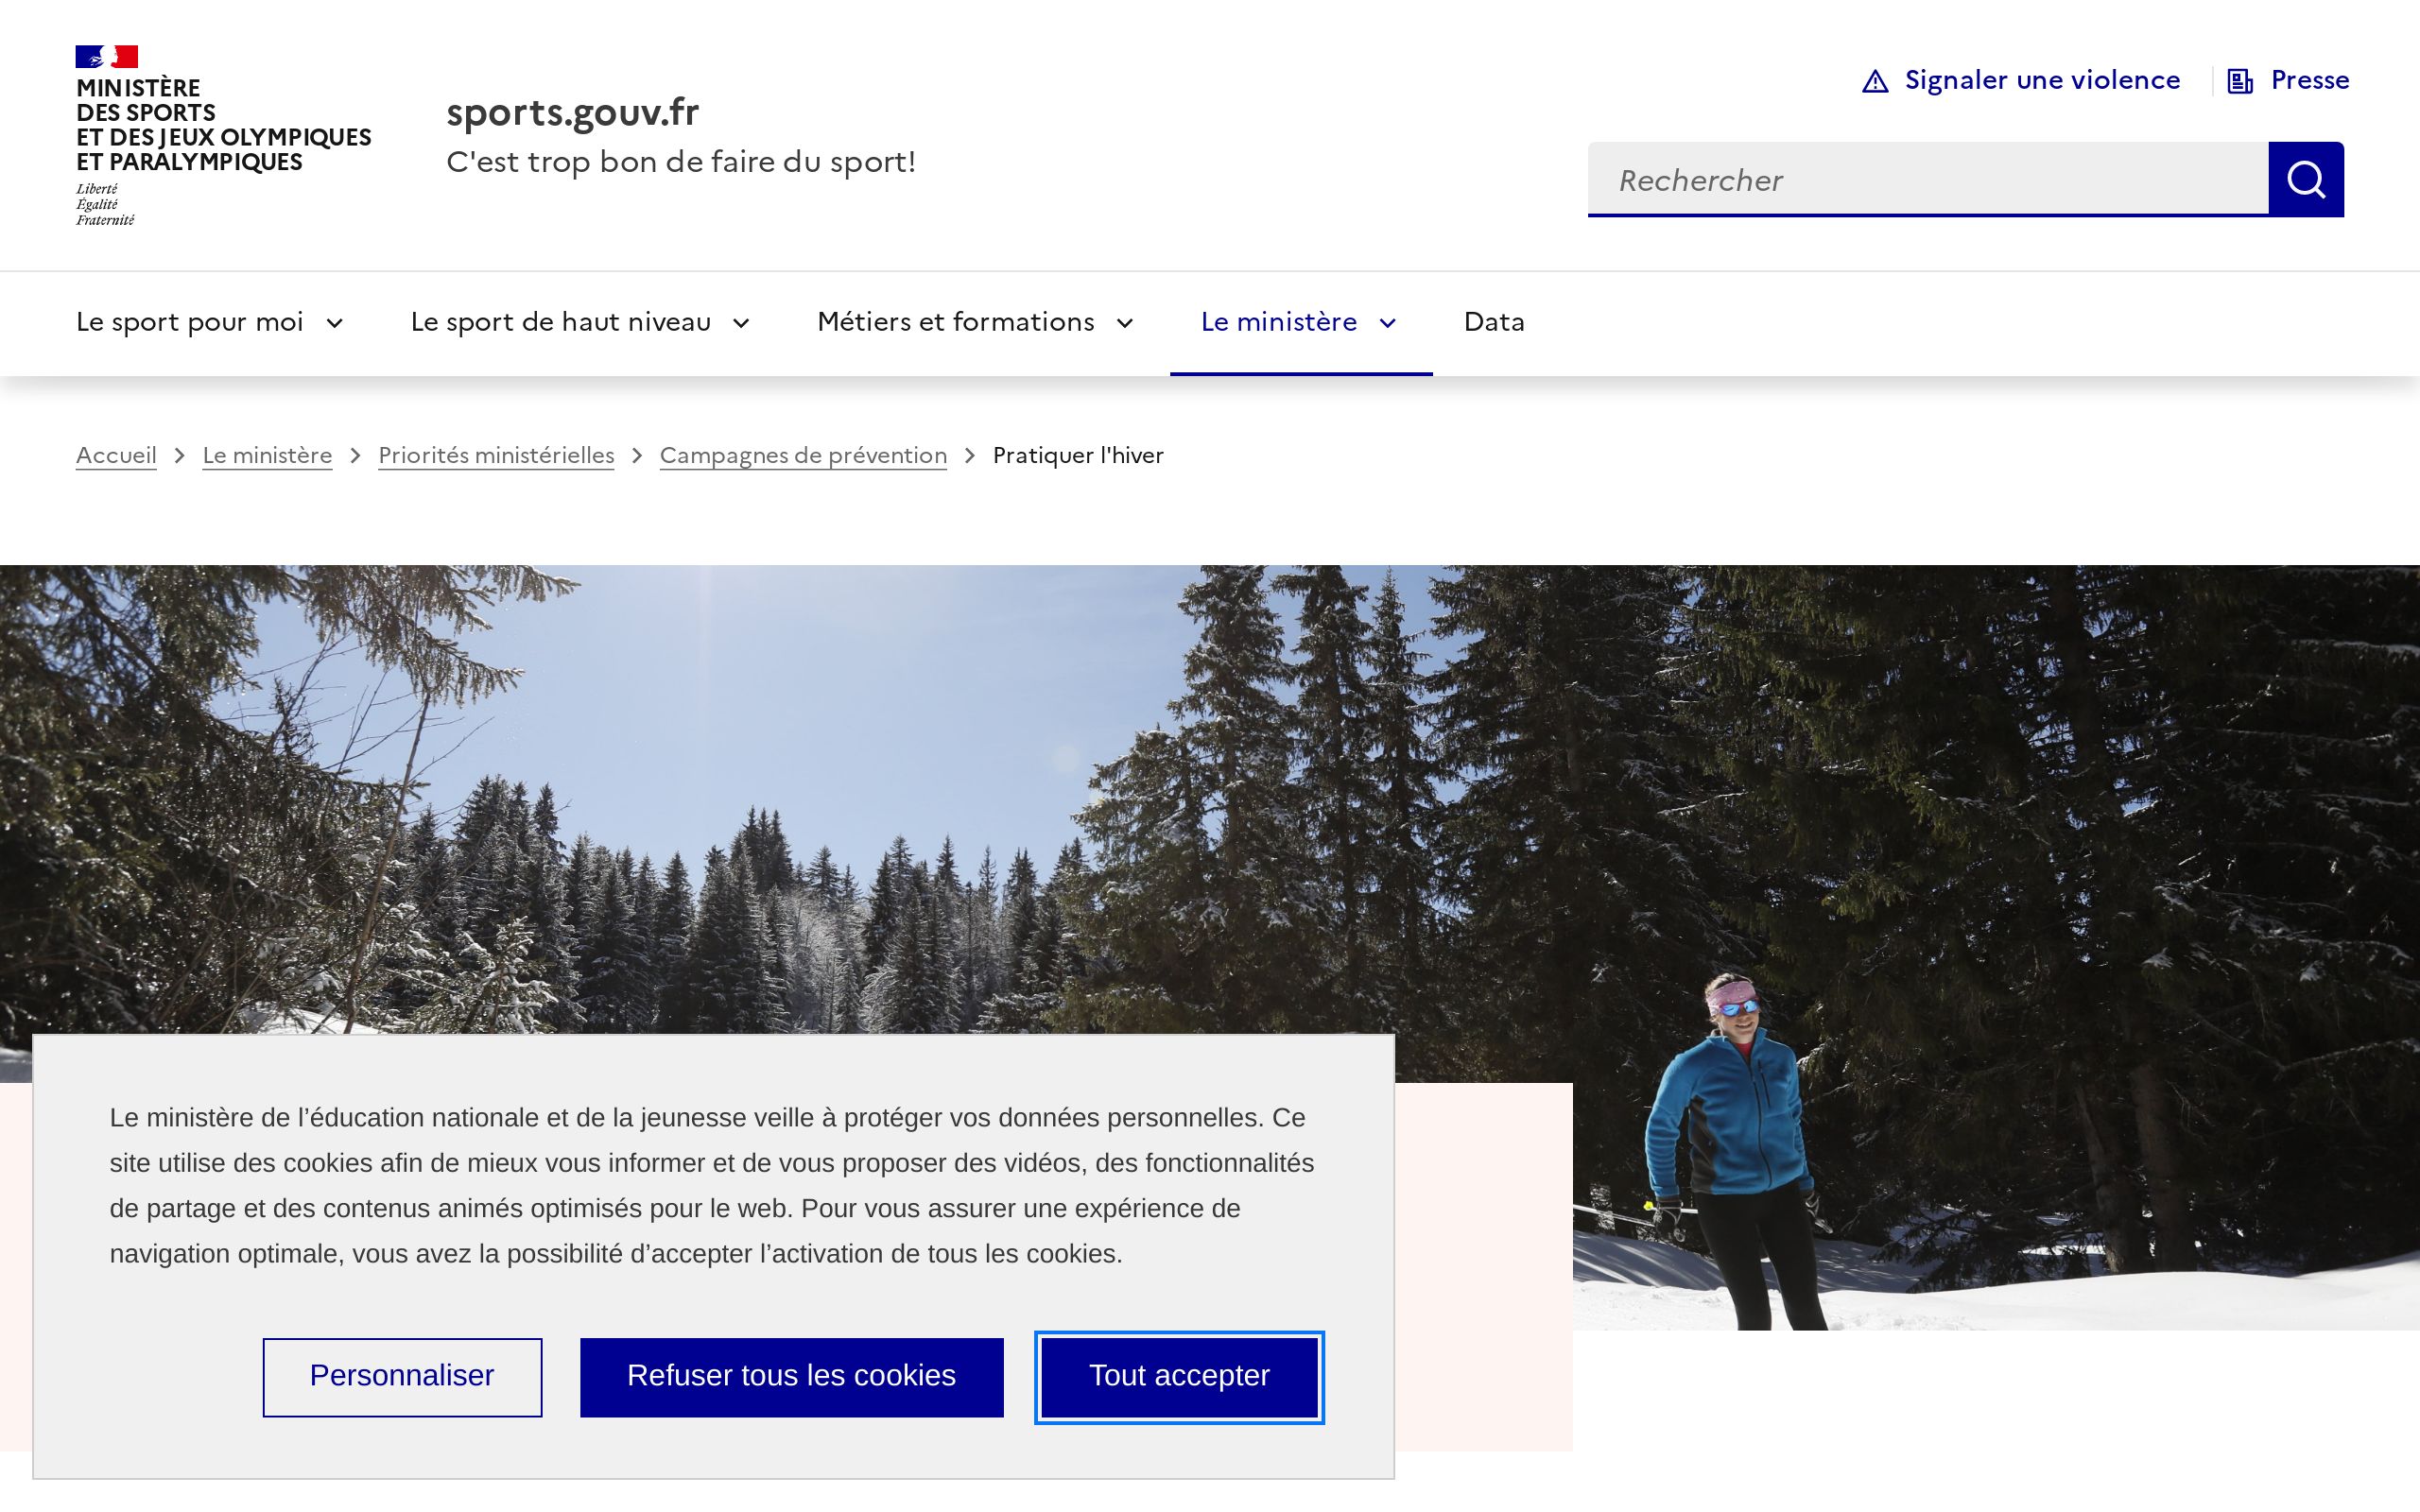 MINISTÈRE
DES SPORTS
ET DES JEUX OLYMPIQUES
ET PARALYMPIQUES
Liberté
Égalité
Fraternité
sports.gouv.fr
C'est trop bon de faire du sport!
Signaler une violence
Presse
Rechercher
Le sport pour moi
Le sport de haut niveau
Métiers et formations
Le ministère
Data
Accueil
Le ministère
Priorités ministérielles
Campagnes de prévention
Pratiquer l'hiver
Le ministère de l’éducation nationale et de la jeunesse veille à protéger vos données personnelles. Ce
site utilise des cookies afin de mieux vous informer et de vous proposer des vidéos, des fonctionnalités
de partage et des contenus animés optimisés pour le web. Pour vous assurer une expérience de
navigation optimale, vous avez la possibilité d’accepter l’activation de tous les cookies.
Personnaliser
Refuser tous les cookies
Tout accepter